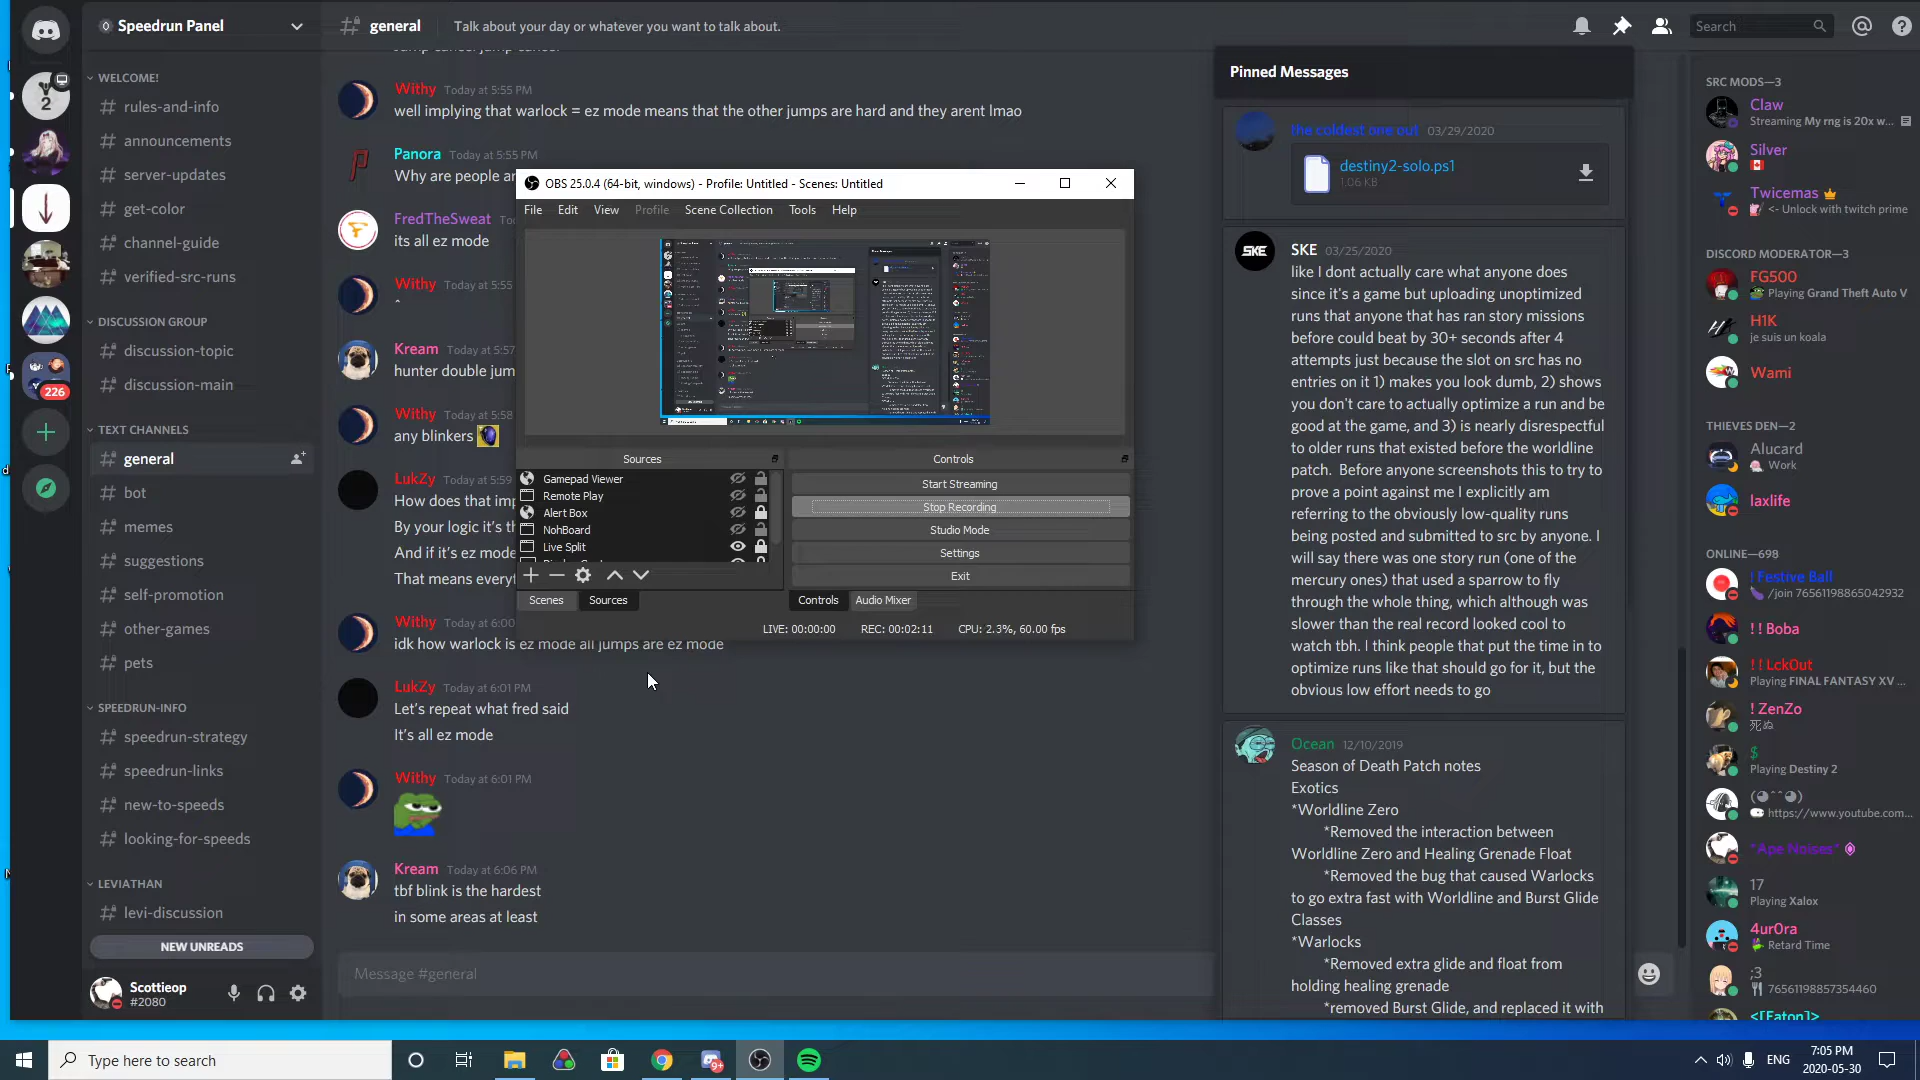 Speedrun Panel
general
Talk about your day or whatever you want to talk about.
Search
WELCOME!
rules-and-info
announcements
server-updates
get-color
channel-guide
verified-src-runs
DISCUSSION GROUP
discussion-topic
discussion-main
226
TEXT CHANNELS
general
bot
memes
suggestions
self-promotion
other-games
pets
SPEEDRUN-INFO
speedrun-strategy
speedrun-links
new-to-speeds
looking-for-speeds
LEVIATHAN
levi-discussion
NEW UNREADS
Scottieop
#2080
Withy Today at 5:55 PM
well implying that warlock = ez mode means that the other jumps are hard and they arent lmao
Panora Today at 5:55 PM
Why are people ar
FredTheSweat
its all ez mode
Withy Today at 5:55
^
Kream Today at 5:57
hunter double jum
Withy Today at 5:58
any blinkers
LukZy Today at 5:59
How does that imp
By your logic it's th
And if it's ez mode
That means everyt
Withy Today at 6:00
idk how warlock is ez mode all jumps are ez mode
LukZy Today at 6:01 PM
Let's repeat what fred said
It's all ez mode
Withy Today at 6:01 PM
Kream Today at 6:06 PM
tbf blink is the hardest
in some areas at least
Message #general
OBS 25.0.4 (64-bit, windows) - Profile: Untitled - Scenes: Untitled
File Edit View Profile Scene Collection Tools Help
Sources
Gamepad Viewer
Remote Play
Alert Box
NohBoard
Live Split
Scenes Sources
Controls
Start Streaming
Stop Recording
Studio Mode
Settings
Exit
Controls Audio Mixer
LIVE: 00:00:00 REC: 00:02:11 CPU: 2.3%, 60.00 fps
Pinned Messages
the coldest one out 03/29/2020
destiny2-solo.ps1
1.06 KB
SKE
SKE 03/25/2020
like I dont actually care what anyone does
since it's a game but uploading unoptimized
runs that anyone that has ran story missions
before could beat by 30+ seconds after 4
attempts just because the slot on src has no
entries on it 1) makes you look dumb, 2) shows
you don't care to actually optimize a run and be
good at the game, and 3) is nearly disrespectful
to older runs that existed before the worldline
patch. Before anyone screenshots this to try to
prove a point against me I explicitly am
referring to the obviously low-quality runs
being posted and submitted to src by anyone. I
will say there was one story run (one of the
mercury ones) that used a sparrow to fly
through the whole thing, which although was
slower than the real record looked cool to
watch tbh. I think people that put the time in to
optimize runs like that should go for it, but the
obvious low effort needs to go
Ocean 12/10/2019
Season of Death Patch notes
Exotics
*Worldline Zero
*Removed the interaction between
Worldline Zero and Healing Grenade Float
*Removed the bug that caused Warlocks
to go extra fast with Worldline and Burst Glide
Classes
*Warlocks
*Removed extra glide and float from
holding healing grenade
*removed Burst Glide, and replaced it with
SRC MODS—3
Claw
Streaming My rng is 20x w...
Silver
Twicemas
<- Unlock with twitch prime
DISCORD MODERATOR—3
FG500
Playing Grand Theft Auto V
H1K
je suis un koala
Wami
THIEVES DEN—2
Alucard
Work
laxlife
ONLINE—698
! Festive Ball
/join 76561198865042932
! ! Boba
! ! LckOut
Playing FINAL FANTASY XV ...
! ZenZo
死ぬ
$
Playing Destiny 2
https://www.youtube.com...
*Ape Noises*
17
Playing Xalox
4ur0ra
Retard Time
;3
76561198857354460
<[Eaton]>
Type here to search
9+
ENG
7:05 PM
2020-05-30